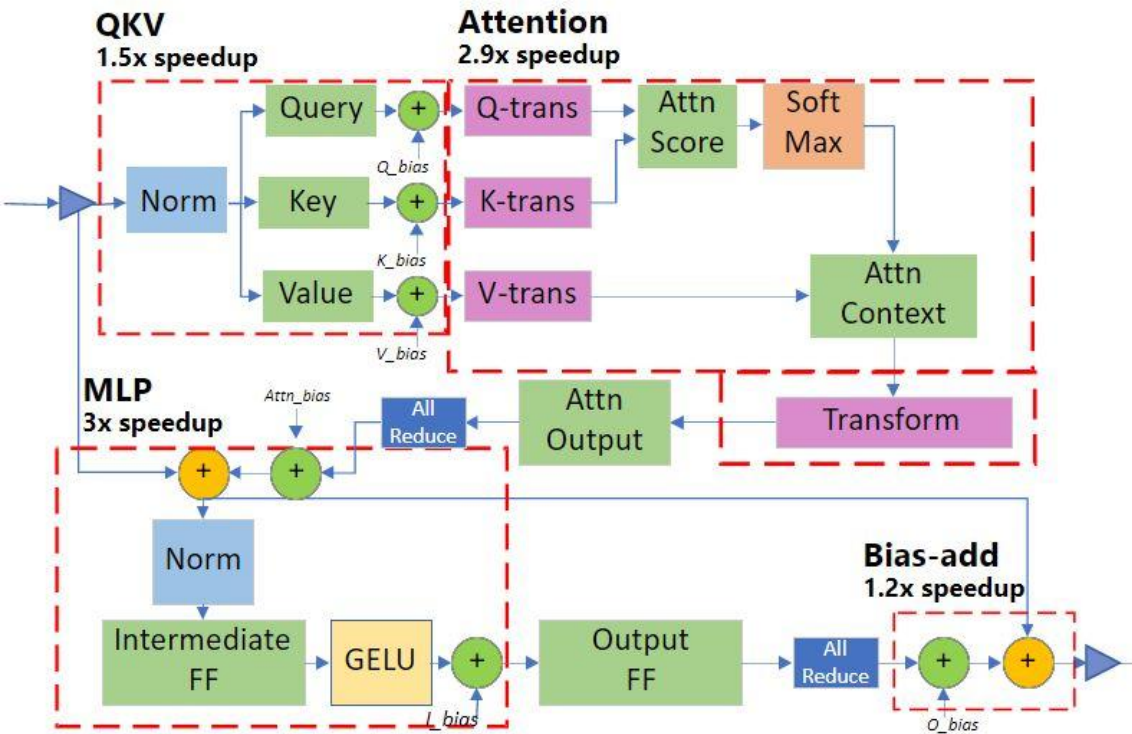 QKV
1.5x speedup
Attention
2.9x speedup
Query
+
Q_bias
Q-trans
Attn
Score
Soft
Max
Norm
Key
+
K_bias
K-trans
Value
+
V_bias
V-trans
Attn
Context
MLP
3x speedup
Attn_bias
All
Reduce
Attn
Output
Transform
+
+
Norm
Bias-add
1.2x speedup
Intermediate
FF
GELU
+
I_bias
Output
FF
All
Reduce
+
+
O_bias